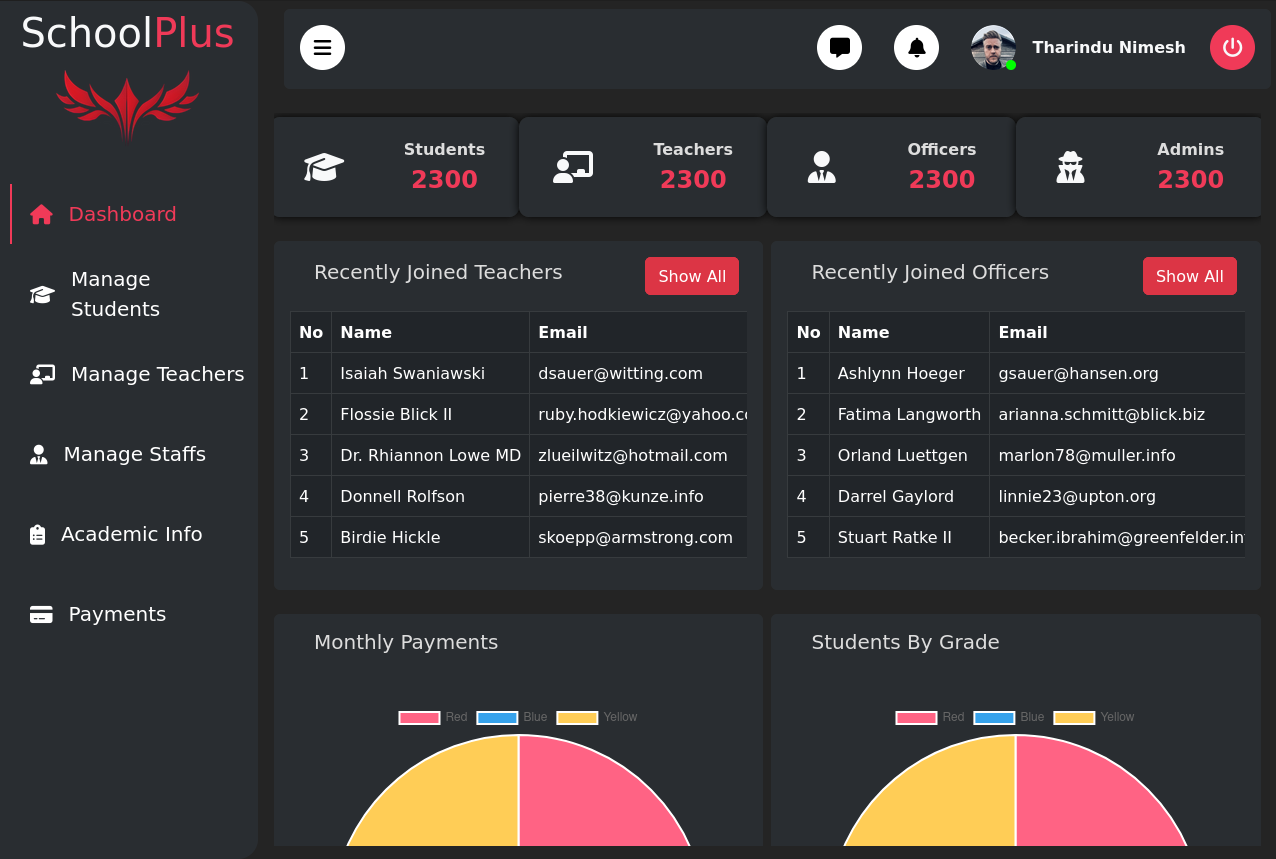 SchoolPlus
Dashboard
Manage
Students
Manage Teachers
Manage Staffs
Academic Info
Payments
Tharindu Nimesh
Students
2300
Teachers
2300
Officers
2300
Admins
2300
Recently Joined Teachers
Show All
No Name Email
1 Isaiah Swaniawski dsauer@witting.com
2 Flossie Blick II ruby.hodkiewicz@yahoo.co
3 Dr. Rhiannon Lowe MD zlueilwitz@hotmail.com
4 Donnell Rolfson pierre38@kunze.info
5 Birdie Hickle skoepp@armstrong.com
Recently Joined Officers
Show All
No Name Email
1 Ashlynn Hoeger gsauer@hansen.org
2 Fatima Langworth arianna.schmitt@blick.biz
3 Orland Luettgen marlon78@muller.info
4 Darrel Gaylord linnie23@upton.org
5 Stuart Ratke II becker.ibrahim@greenfelder.in
Monthly Payments
Red Blue Yellow
Students By Grade
Red Blue Yellow